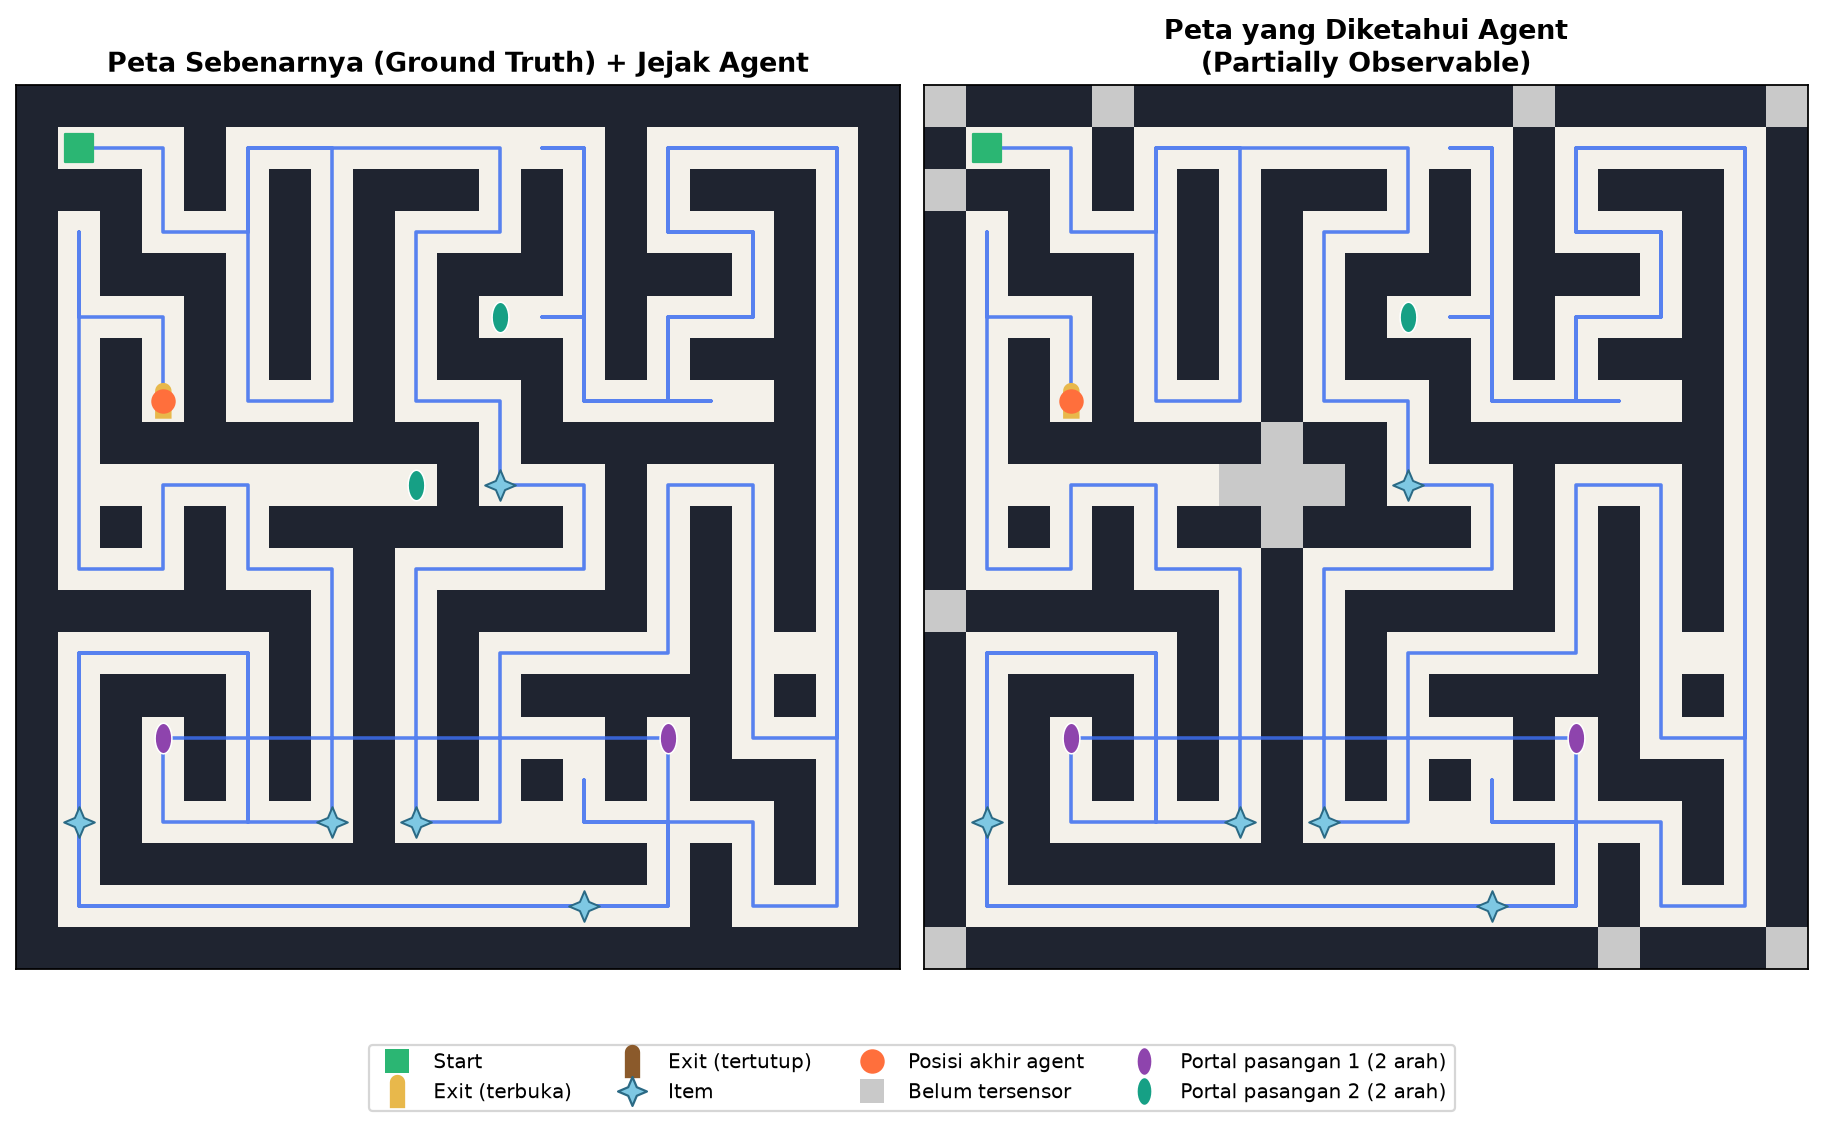 Peta Sebenarnya (Ground Truth) + Jejak Agent
Peta yang Diketahui Agent
(Partially Observable)
Start
Exit (terbuka)
Exit (tertutup)
Item
Posisi akhir agent
Belum tersensor
Portal pasangan 1 (2 arah)
Portal pasangan 2 (2 arah)